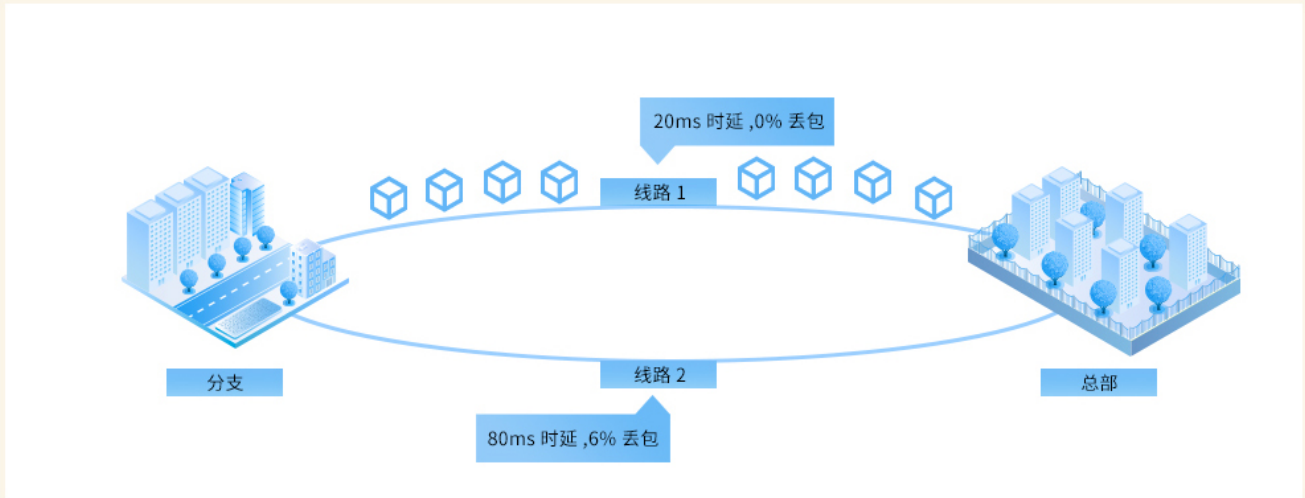 20ms 时延 ,0% 丢包
线路 1
线路 2
分支
总部
80ms 时延 ,6% 丢包